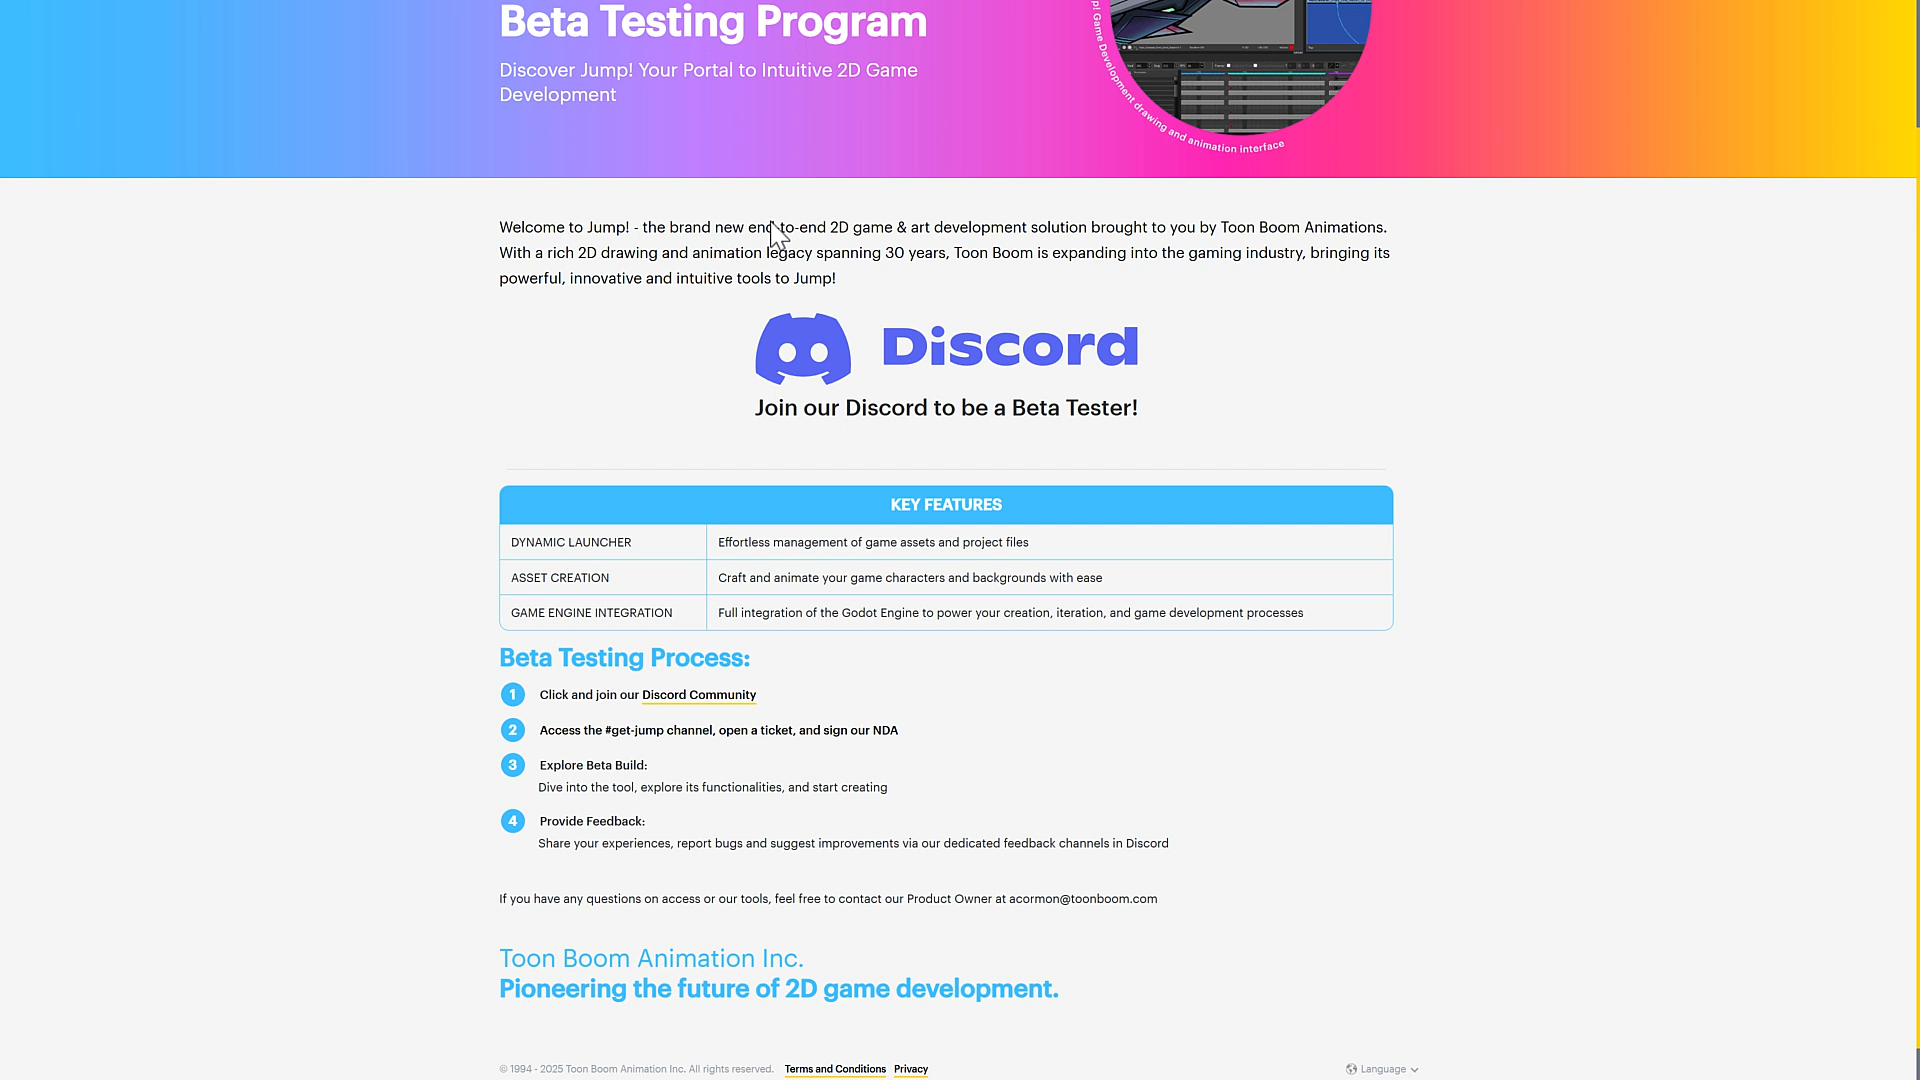 Beta Testing Program
Discover Jump! Your Portal to Intuitive 2D Game
Development
p! Game Development drawing and animation interface
Welcome to Jump! - the brand new end-to-end 2D game & art development solution brought to you by Toon Boom Animations.
With a rich 2D drawing and animation legacy spanning 30 years, Toon Boom is expanding into the gaming industry, bringing its
powerful, innovative and intuitive tools to Jump!
Discord
Join our Discord to be a Beta Tester!
KEY FEATURES
DYNAMIC LAUNCHER Effortless management of game assets and project files
ASSET CREATION Craft and animate your game characters and backgrounds with ease
GAME ENGINE INTEGRATION Full integration of the Godot Engine to power your creation, iteration, and game development processes
Beta Testing Process:
1 Click and join our Discord Community
2 Access the #get-jump channel, open a ticket, and sign our NDA
3 Explore Beta Build:
Dive into the tool, explore its functionalities, and start creating
4 Provide Feedback:
Share your experiences, report bugs and suggest improvements via our dedicated feedback channels in Discord
If you have any questions on access or our tools, feel free to contact our Product Owner at acormon@toonboom.com
Toon Boom Animation Inc.
Pioneering the future of 2D game development.
© 1994 - 2025 Toon Boom Animation Inc. All rights reserved. Terms and Conditions Privacy Language